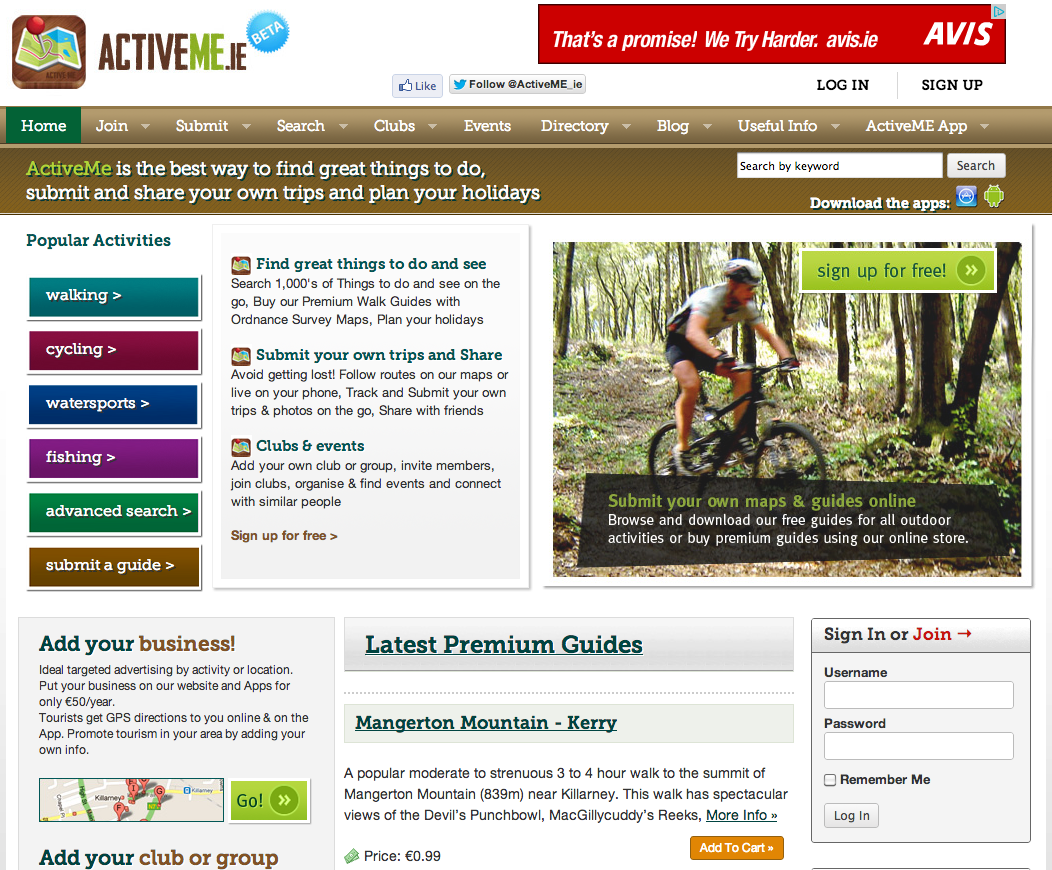 ACTIVEME.IE
BETA
That's a promise! We Try Harder. avis.ie
AVIS
Like
Follow @ActiveME_ie
LOG IN
SIGN UP
Home
Join
Submit
Search
Clubs
Events
Directory
Blog
Useful Info
ActiveME App
ActiveMe is the best way to find great things to do,
submit and share your own trips and plan your holidays
Search by keyword
Search
Download the apps:
Popular Activities
walking >
cycling >
watersports >
fishing >
advanced search >
submit a guide >
Find great things to do and see
Search 1,000's of Things to do and see on the
go, Buy our Premium Walk Guides with
Ordnance Survey Maps, Plan your holidays
Submit your own trips and Share
Avoid getting lost! Follow routes on our maps or
live on your phone, Track and Submit your own
trips & photos on the go, Share with friends
Clubs & events
Add your own club or group, invite members,
join clubs, organise & find events and connect
with similar people
Sign up for free >
sign up for free! »
Submit your own maps & guides online
Browse and download our free guides for all outdoor
activities or buy premium guides using our online store.
Add your business!
Ideal targeted advertising by activity or location.
Put your business on our website and Apps for
only €50/year.
Tourists get GPS directions to you online & on the
App. Promote tourism in your area by adding your
own info.
Killarney
Killarney
Go! »
Add your club or group
Latest Premium Guides
Mangerton Mountain - Kerry
A popular moderate to strenuous 3 to 4 hour walk to the summit of
Mangerton Mountain (839m) near Killarney. This walk has spectacular
views of the Devil's Punchbowl, MacGillycuddy's Reeks, More Info »
Price: €0.99
Add To Cart »
Sign In or Join →
Username
Password
Remember Me
Log In